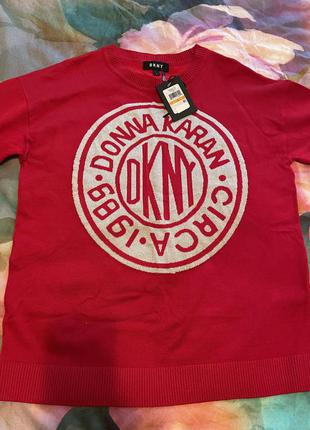 DKNY
DONNA KARAN
DKNY
CIRCA • 1989